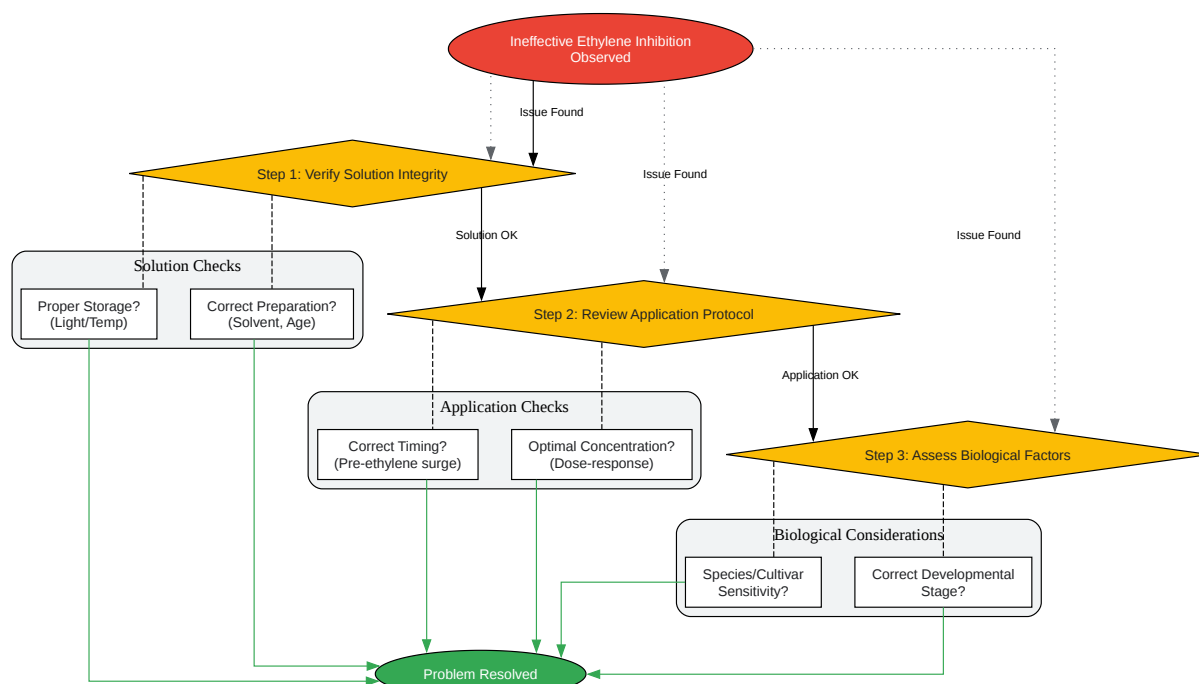 Ineffective Ethylene Inhibition
Observed
Issue Found
Step 1: Verify Solution Integrity
Issue Found
Solution OK
Issue Found
Solution Checks
Proper Storage?
(Light/Temp)
Correct Preparation?
(Solvent, Age)
Step 2: Review Application Protocol
Application OK
Application Checks
Correct Timing?
(Pre-ethylene surge)
Optimal Concentration?
(Dose-response)
Step 3: Assess Biological Factors
Biological Considerations
Species/Cultivar
Sensitivity?
Correct Developmental
Stage?
Problem Resolved